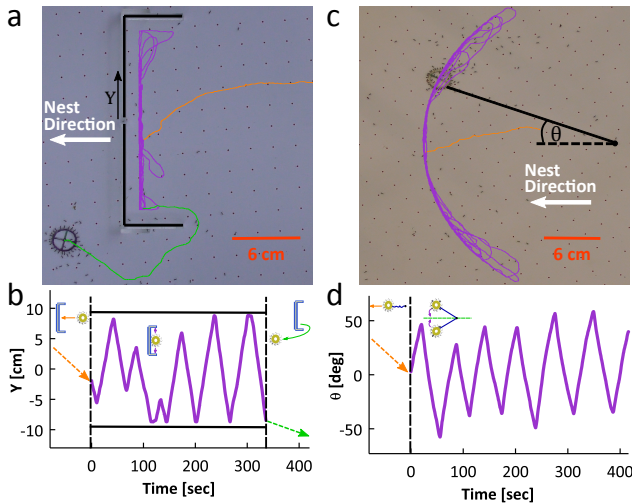 a
Y
Nest
Direction
6 cm
c
θ
Nest
Direction
6 cm
b
Y [cm]
10
5
0
-5
-10
0 100 200 300 400
Time [sec]
d
θ [deg]
50
0
-50
0 100 200 300 400
Time [sec]